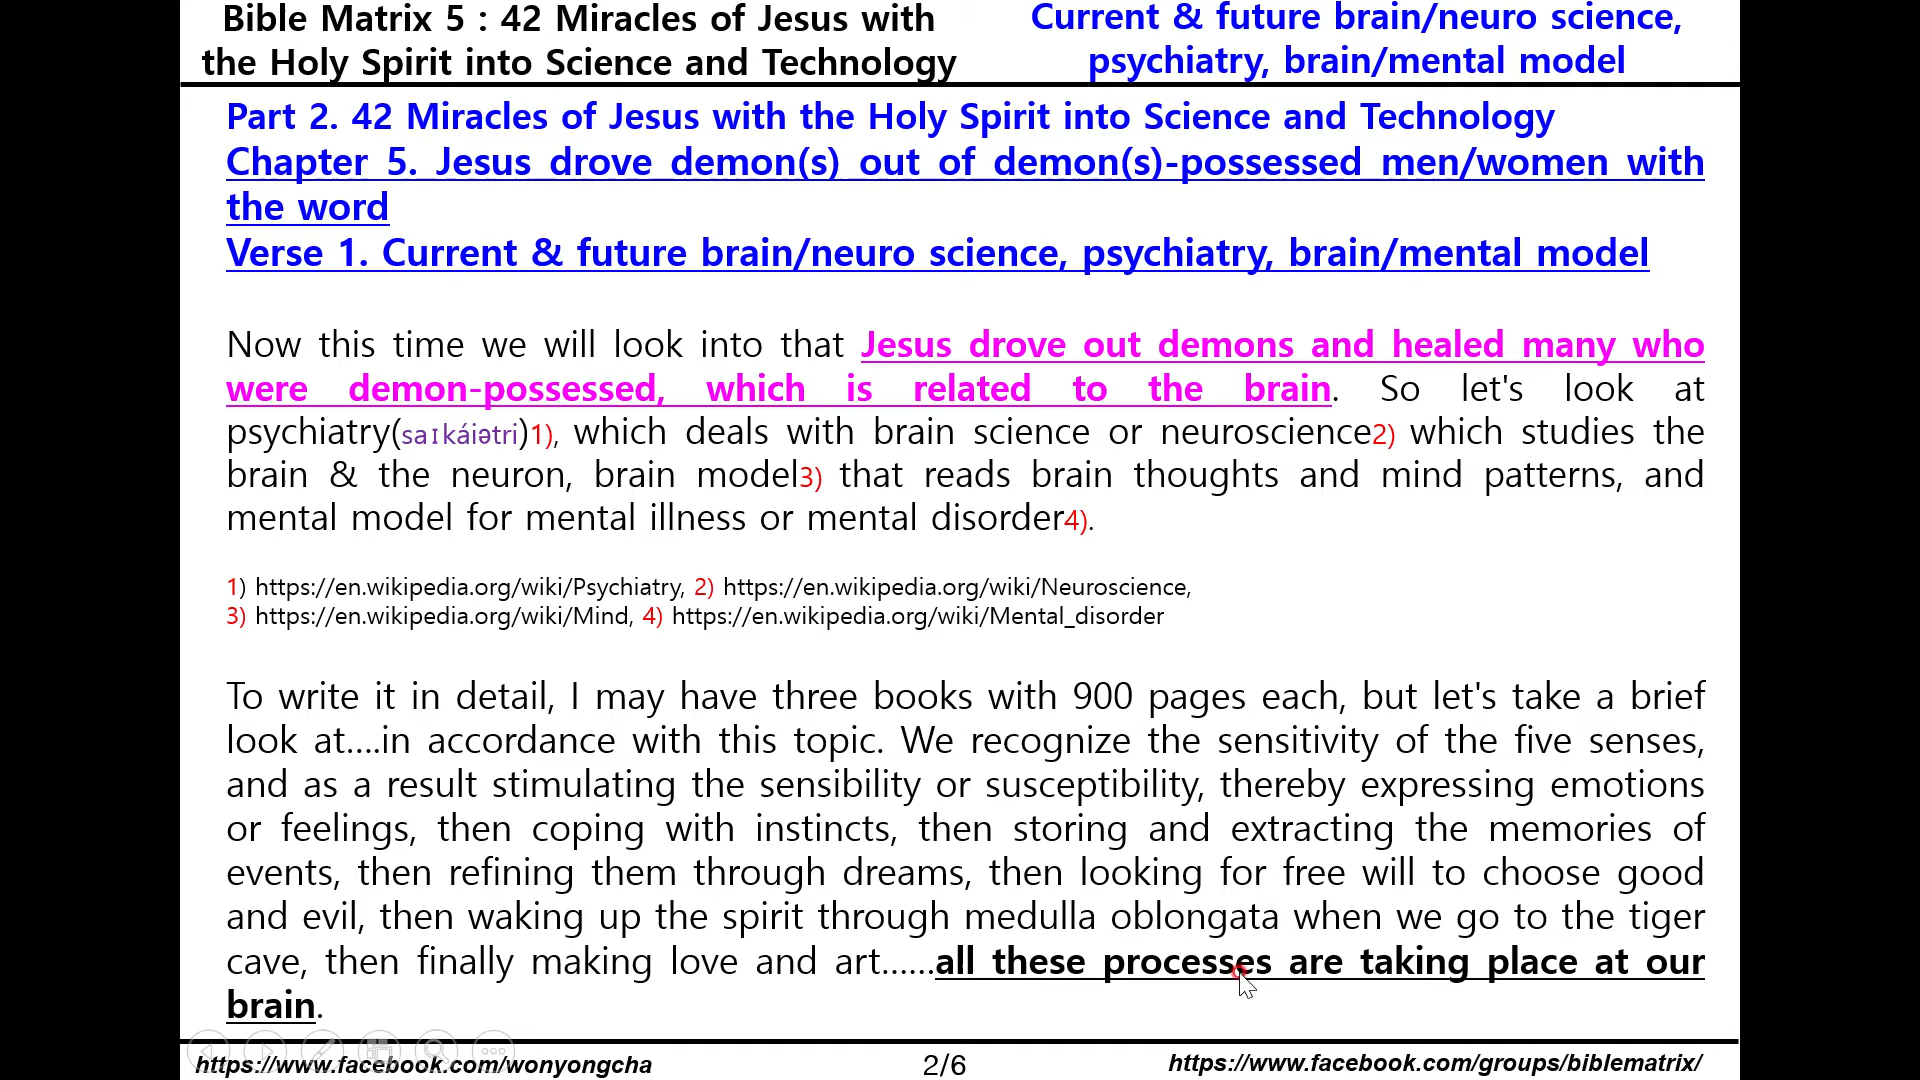 Bible Matrix 5 : 42 Miracles of Jesus with
the Holy Spirit into Science and Technology
Current & future brain/neuro science,
psychiatry, brain/mental model
Part 2. 42 Miracles of Jesus with the Holy Spirit into Science and Technology
Chapter 5. Jesus drove demon(s) out of demon(s)-possessed men/women with
the word
Verse 1. Current & future brain/neuro science, psychiatry, brain/mental model
Now this time we will look into that Jesus drove out demons and healed many who
were demon-possessed, which is related to the brain. So let's look at
psychiatry(saɪkáiətri)1), which deals with brain science or neuroscience2) which studies the
brain & the neuron, brain model3) that reads brain thoughts and mind patterns, and
mental model for mental illness or mental disorder4).
1) https://en.wikipedia.org/wiki/Psychiatry, 2) https://en.wikipedia.org/wiki/Neuroscience,
3) https://en.wikipedia.org/wiki/Mind, 4) https://en.wikipedia.org/wiki/Mental_disorder
To write it in detail, I may have three books with 900 pages each, but let's take a brief
look at....in accordance with this topic. We recognize the sensitivity of the five senses,
and as a result stimulating the sensibility or susceptibility, thereby expressing emotions
or feelings, then coping with instincts, then storing and extracting the memories of
events, then refining them through dreams, then looking for free will to choose good
and evil, then waking up the spirit through medulla oblongata when we go to the tiger
cave, then finally making love and art......all these processes are taking place at our
brain.
https://www.facebook.com/wonyongcha
2/6
https://www.facebook.com/groups/biblematrix/